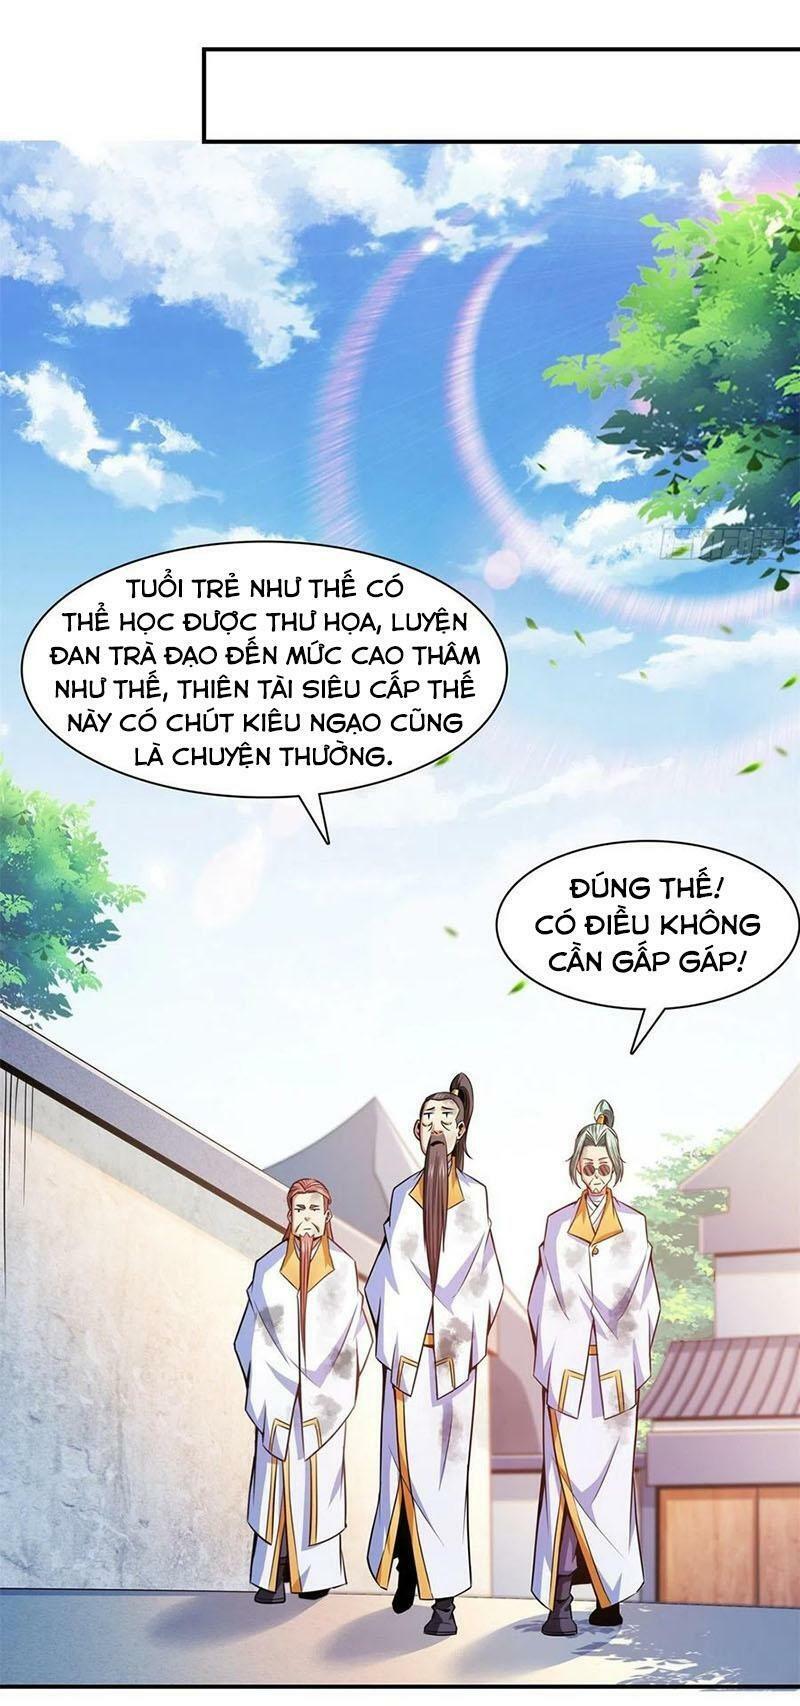 TUỔI TRẺ NHƯ THẾ CÓ
THỂ HỌC ĐƯỢC THƯ HỌA, LUYỆN
ĐAN TRÀ ĐẠO ĐẾN MỨC CAO THÂM
NHƯ THẾ, THIÊN TÀI SIÊU CẤP THẾ
NÀY CÓ CHÚT KIÊU NGẠO CŨNG
LÀ CHUYỆN THƯỜNG.
ĐÚNG THẾ!
CÓ ĐIỀU KHÔNG
CẦN GẤP GÁP!